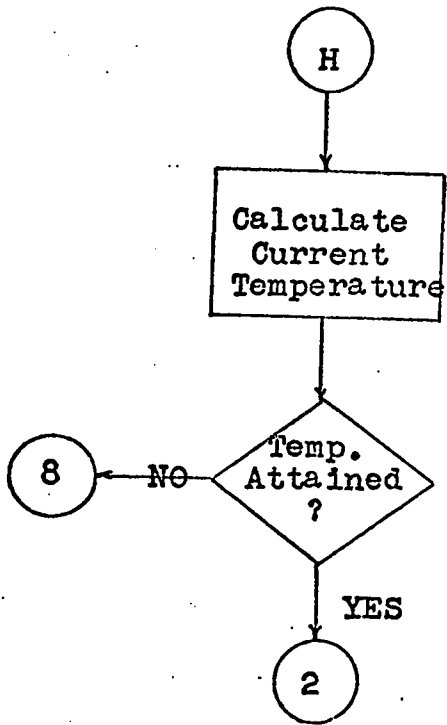 H
Calculate
Current
Temperature
Temp.
Attained
?
8
NO
YES
2